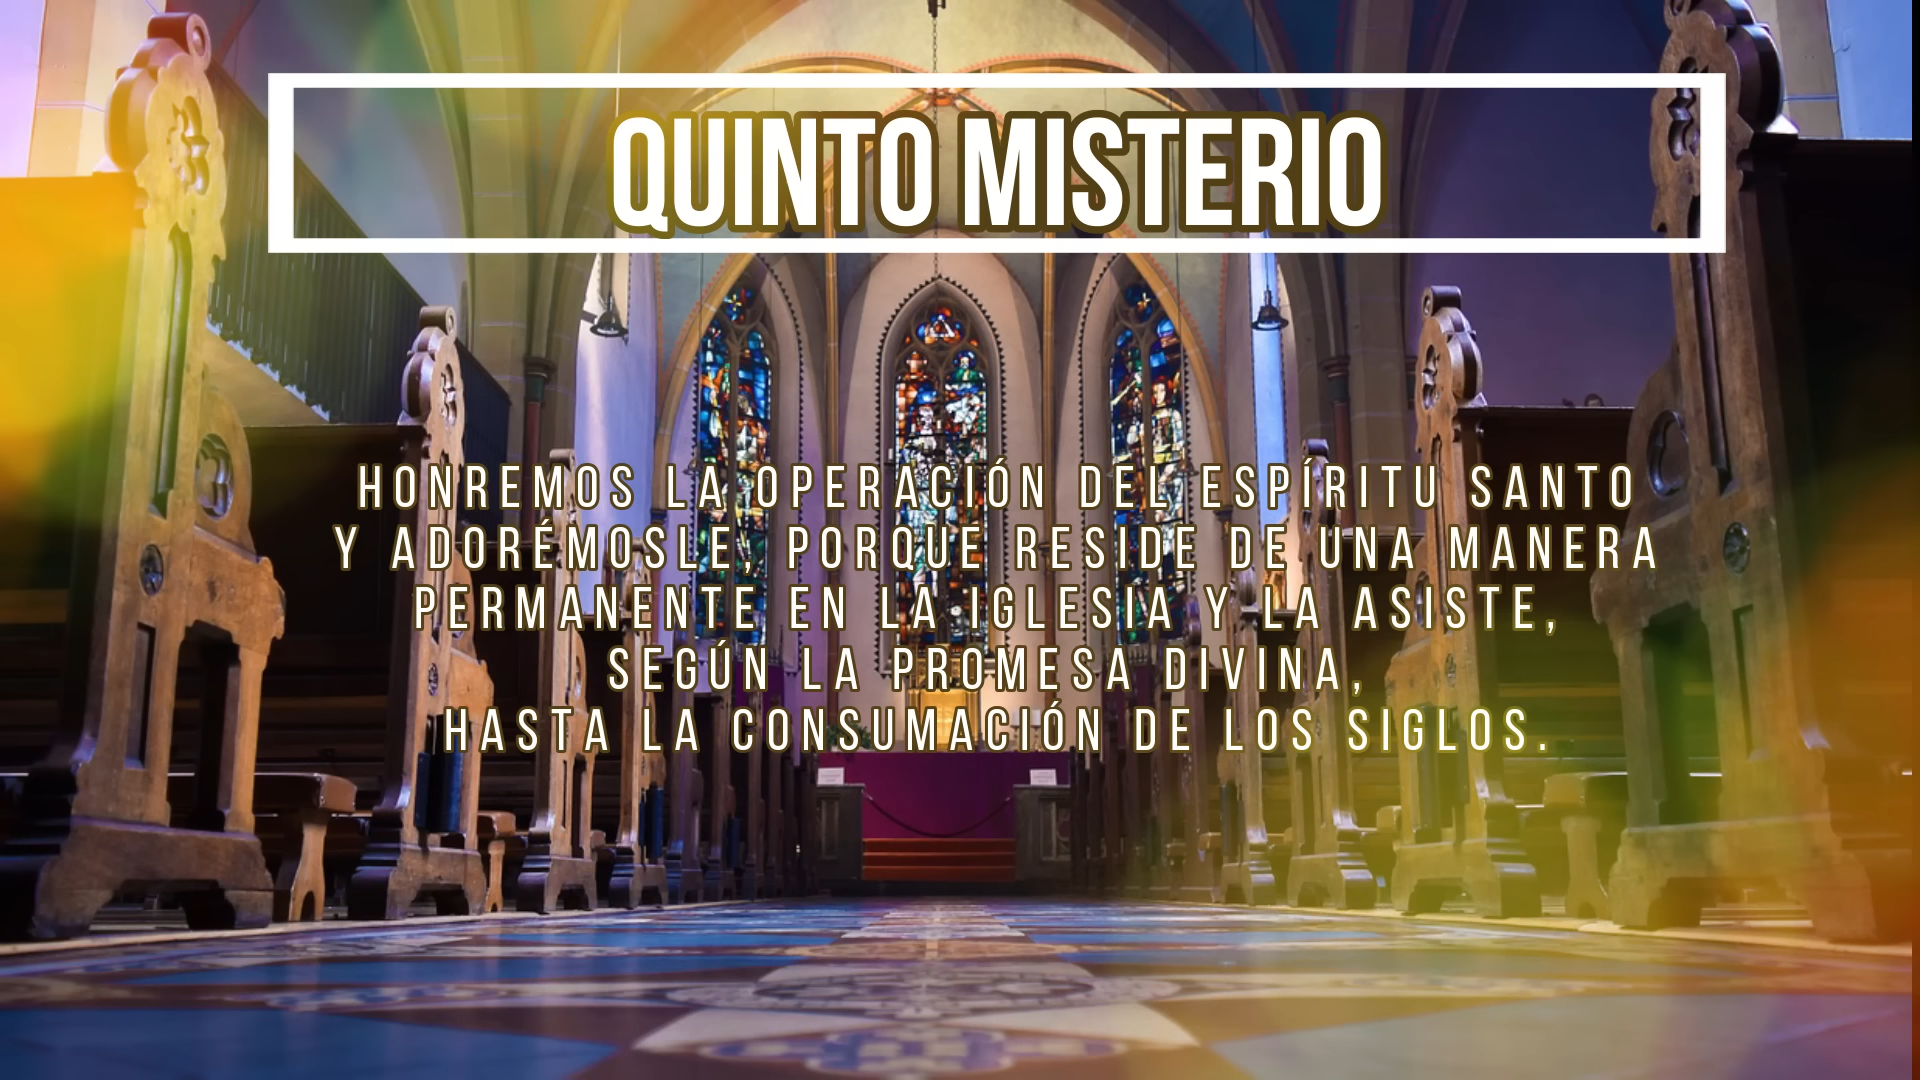 QUINTO MISTERIO
HONREMOS LA OPERACIÓN DEL ESPÍRITU SANTO
Y ADORÉMOSLE, PORQUE RESIDE DE UNA MANERA
PERMANENTE EN LA IGLESIA Y LA ASISTE,
SEGÚN LA PROMESA DIVINA,
HASTA LA CONSUMACIÓN DE LOS SIGLOS.